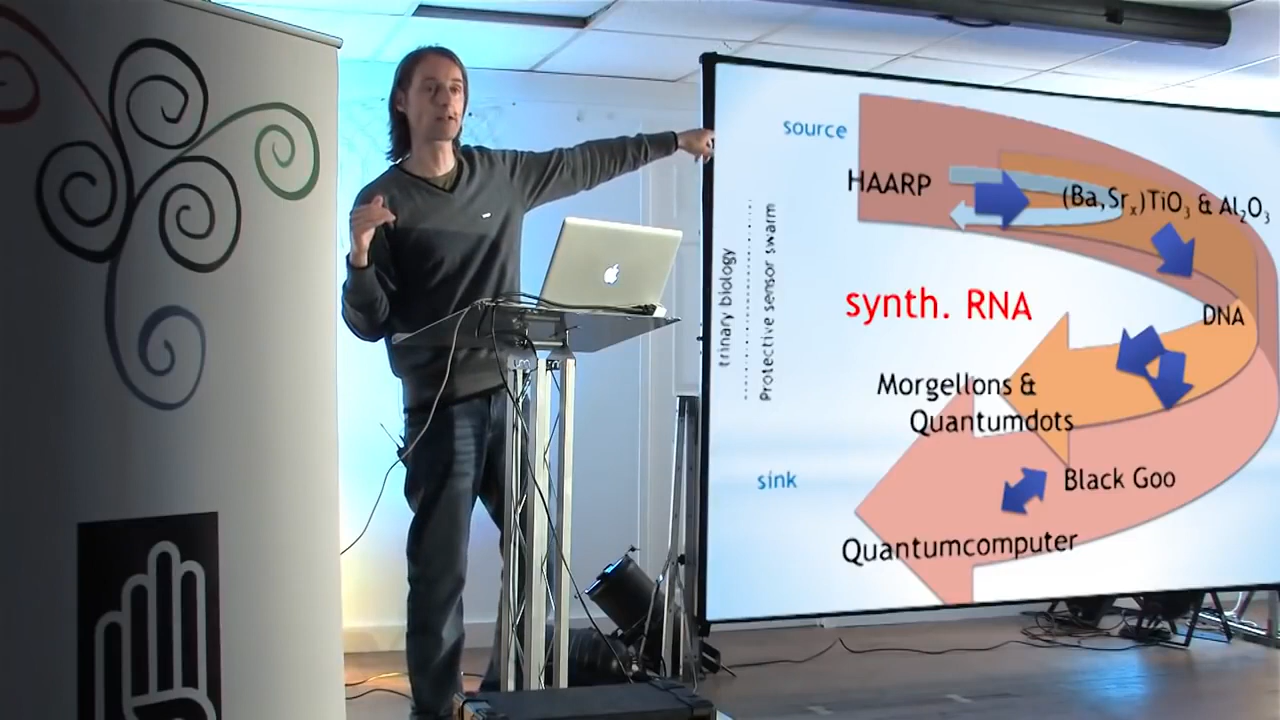 source
HAARP
(Ba,Srₓ)TiO₃ & Al₂O₃
trinary biology
Protective sensor swarm
synth. RNA
DNA
Morgellons &
Quantumdots
sink
Black Goo
Quantumcomputer